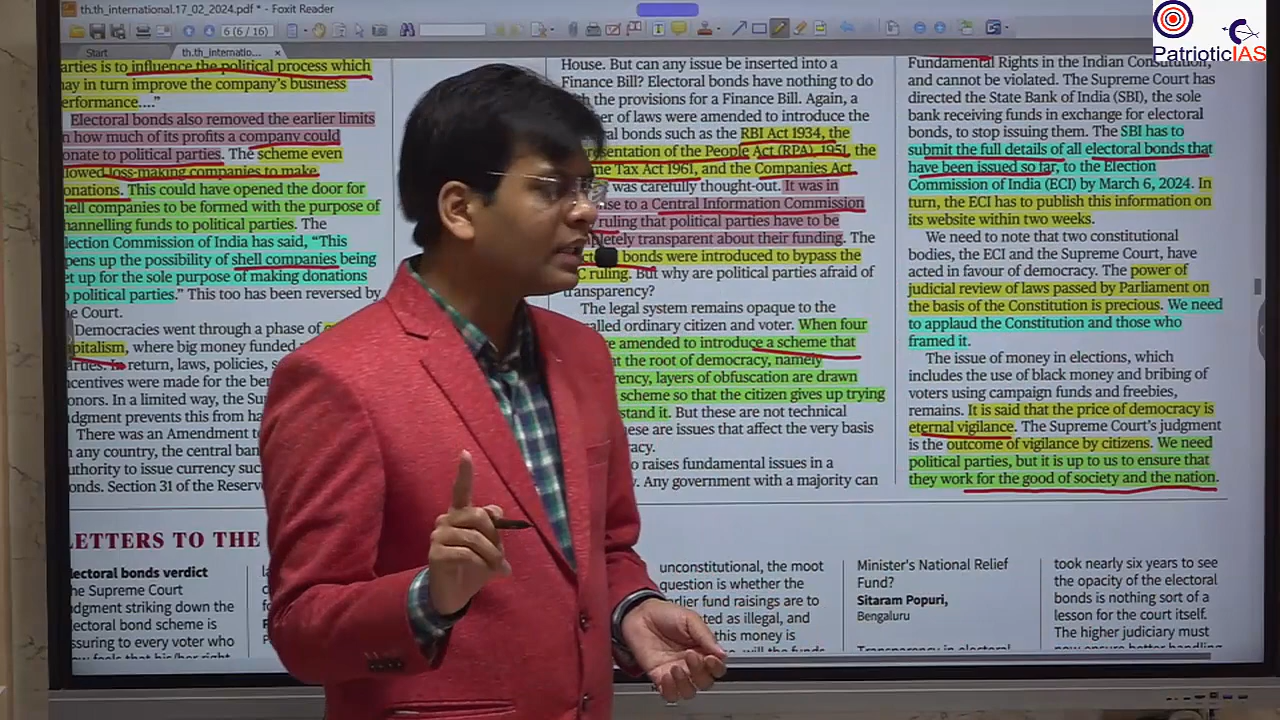 th.th_international.17_02_2024.pdf * - Foxit Reader
PatrioticIAS
6 (6 / 16)
Start
th.th_internatio...
arties is to influence the political process which
may in turn improve the company's business
erformance...."
Electoral bonds also removed the earlier limits
n how much of its profits a company could
onate to political parties. The scheme even
lowed loss-making companies to make
onations. This could have opened the door for
hell companies to be formed with the purpose of
hannelling funds to political parties. The
lection Commission of India has said, "This
pens up the possibility of shell companies being
et up for the sole purpose of making donations
o political parties." This too has been reversed by
he Court.
Democracies went through a phase of
pitalism, where big money funded
arties. In return, laws, policies,
ncentives were made for the
onors. In a limited way, the
dgment prevents this from
There was an Amendment
n any country, the central
uthority to issue currency
onds. Section 31 of the Reserve
House. But can any issue be inserted into a
Finance Bill? Electoral bonds have nothing to do
the provisions for a Finance Bill. Again, a
er of laws were amended to introduce the
al bonds such as the RBI Act 1934, the
esentation of the People Act (RPA), 1951, the
me Tax Act 1961, and the Companies Act
was carefully thought-out. It was in
nse to a Central Information Commission
ruling that political parties have to be
pletely transparent about their funding. The
bonds were introduced to bypass the
C ruling. But why are political parties afraid of
transparency?
The legal system remains opaque to the
alled ordinary citizen and voter. When four
re amended to introduce a scheme that
at the root of democracy, namely
rency, layers of obfuscation are drawn
scheme so that the citizen gives up trying
stand it. But these are not technical
hese are issues that affect the very basis
racy.
o raises fundamental issues in a
. Any government with a majority can
Fundamental Rights in the Indian
and cannot be violated. The Supreme Court has
directed the State Bank of India (SBI), the sole
bank receiving funds in exchange for electoral
bonds, to stop issuing them. The SBI has to
submit the full details of all electoral bonds that
have been issued so far, to the Election
Commission of India (ECI) by March 6, 2024. In
turn, the ECI has to publish this information on
its website within two weeks.
We need to note that two constitutional
bodies, the ECI and the Supreme Court, have
acted in favour of democracy. The power of
judicial review of laws passed by Parliament on
the basis of the Constitution is precious. We need
to applaud the Constitution and those who
framed it.
The issue of money in elections, which
includes the use of black money and bribing of
voters using campaign funds and freebies,
remains. It is said that the price of democracy is
eternal vigilance. The Supreme Court's judgment
is the outcome of vigilance by citizens. We need
political parties, but it is up to us to ensure that
they work for the good of society and the nation.
LETTERS TO THE
lectoral bonds verdict
he Supreme Court
udgment striking down the
lectoral bond scheme is
ssuring to every voter who
unconstitutional, the moot
question is whether the
rlier fund raisings are to
ted as illegal, and
this money is
Minister's National Relief
Fund?
Sitaram Popuri,
Bengaluru
took nearly six years to see
the opacity of the electoral
bonds is nothing sort of a
lesson for the court itself.
The higher judiciary must